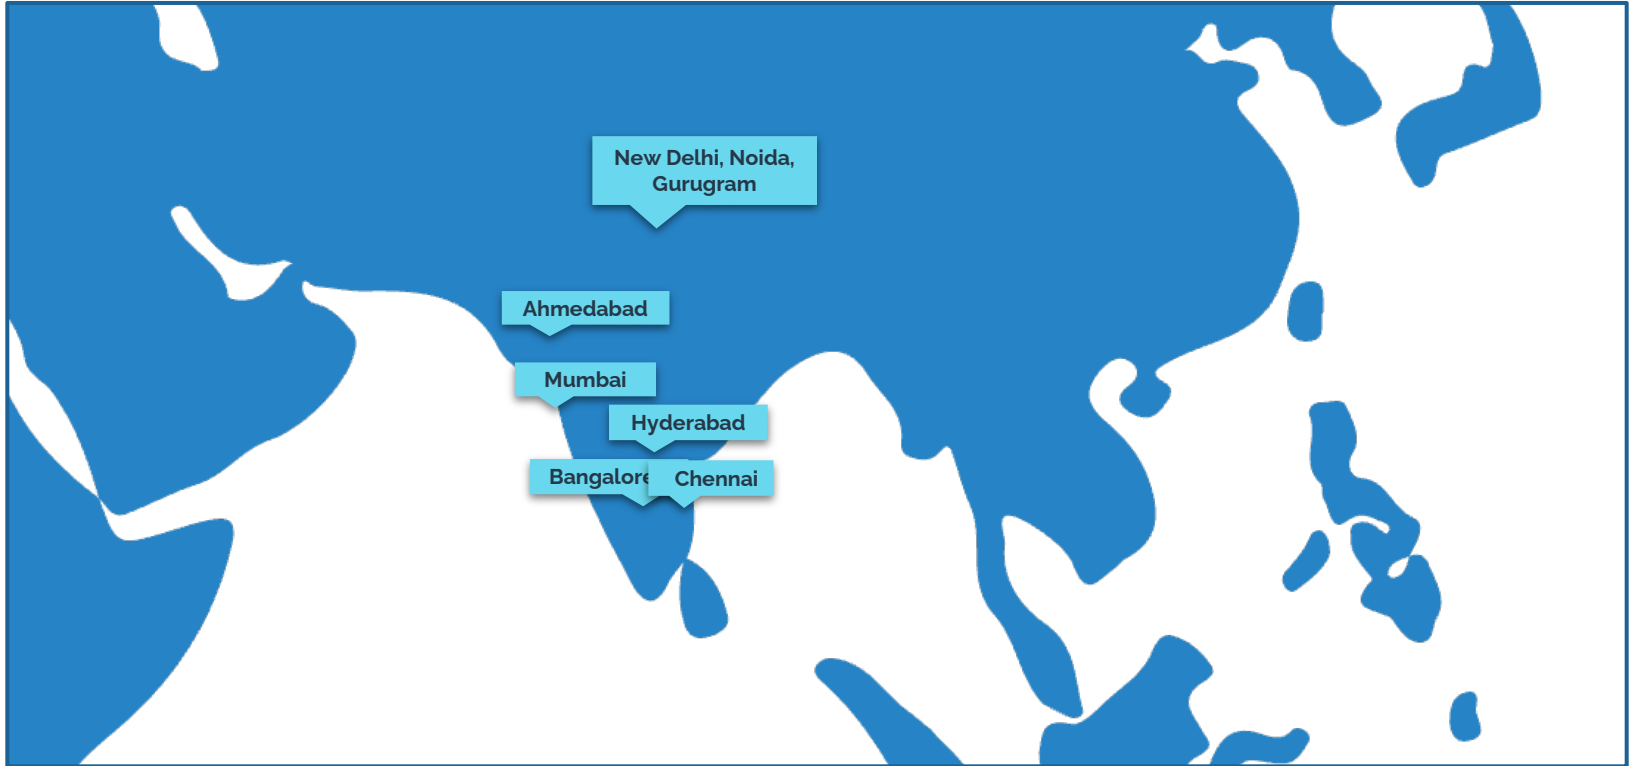 New Delhi, Noida,
Gurugram
Ahmedabad
Mumbai
Hyderabad
Bangalore
Chennai